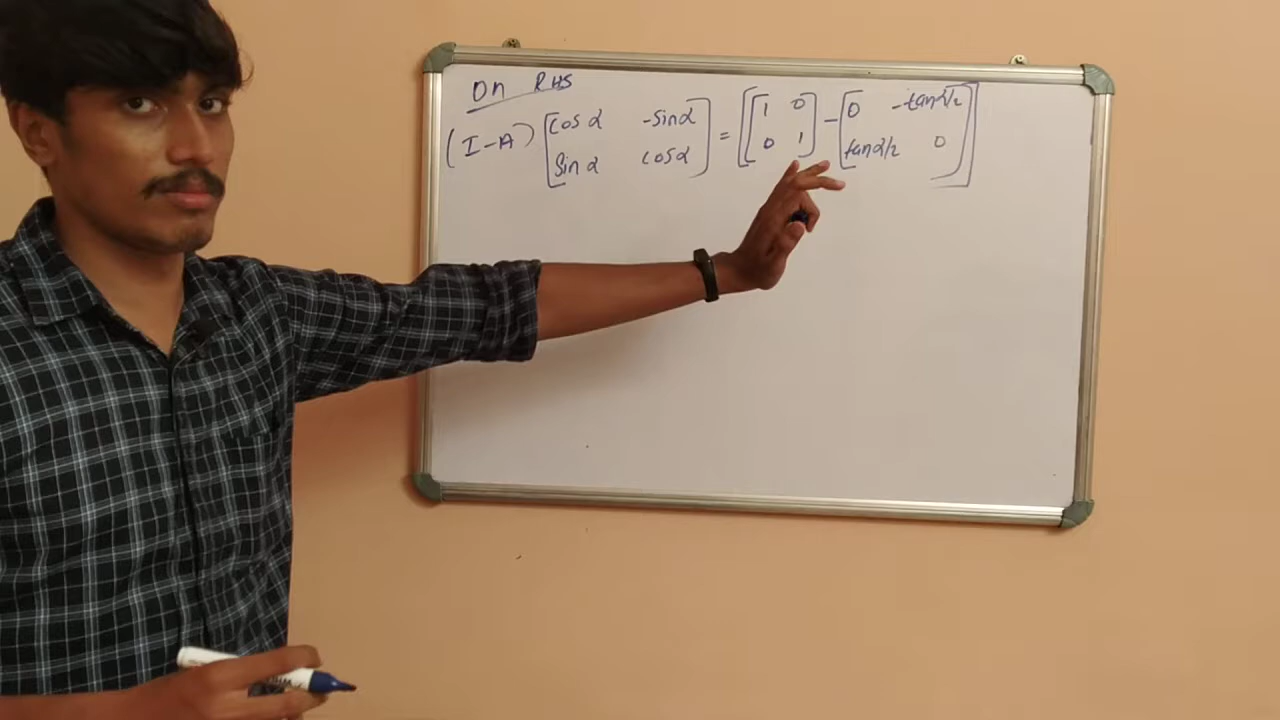 On RHS
(I-A) [cos α -sin α sin α cos α] = [[1 0 0 1] - [0 -tan α/2 tan α/2 0]]